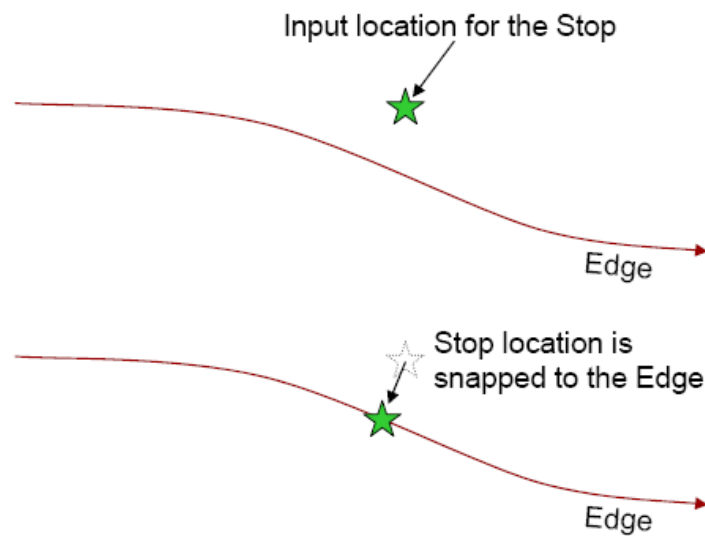 Input location for the Stop
Edge
Stop location is
snapped to the Edge
Edge